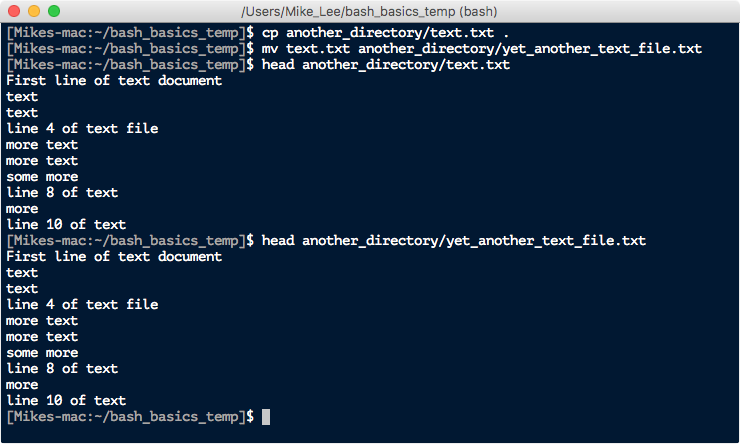 /Users/Mike_Lee/bash_basics_temp (bash)
[Mikes-mac:~/bash_basics_temp]$ cp another_directory/text.txt .
[Mikes-mac:~/bash_basics_temp]$ mv text.txt another_directory/yet_another_text_file.txt
[Mikes-mac:~/bash_basics_temp]$ head another_directory/text.txt
First line of text document
text
text
line 4 of text file
more text
more text
some more
line 8 of text
more
line 10 of text
[Mikes-mac:~/bash_basics_temp]$ head another_directory/yet_another_text_file.txt
First line of text document
text
text
line 4 of text file
more text
more text
some more
line 8 of text
more
line 10 of text
[Mikes-mac:~/bash_basics_temp]$